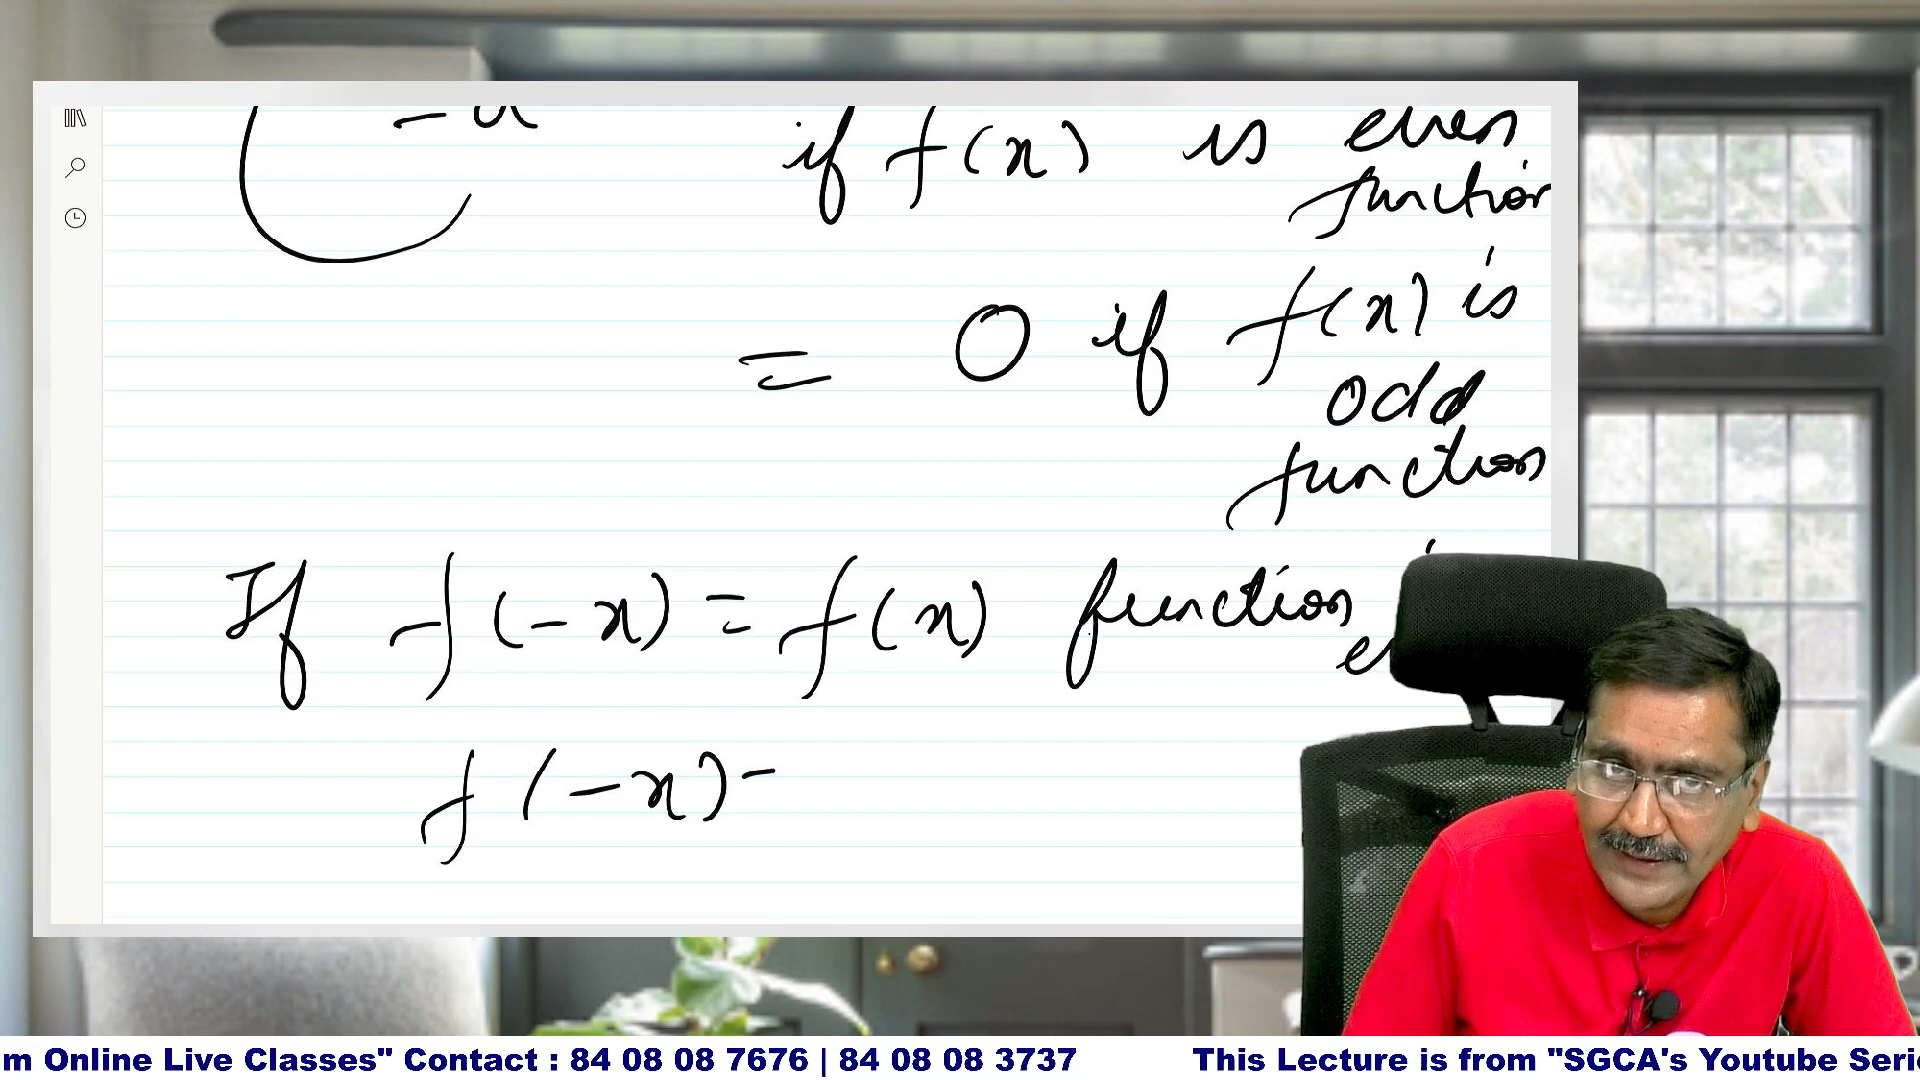 - a
if f(x) is even
function
= 0 if f(x) is
odd
function
If f(-x) = f(x) function
f(-x) -
m Online Live Classes" Contact : 84 08 08 7676 | 84 08 08 3737 This Lecture is from "SGCA's Youtube Serie